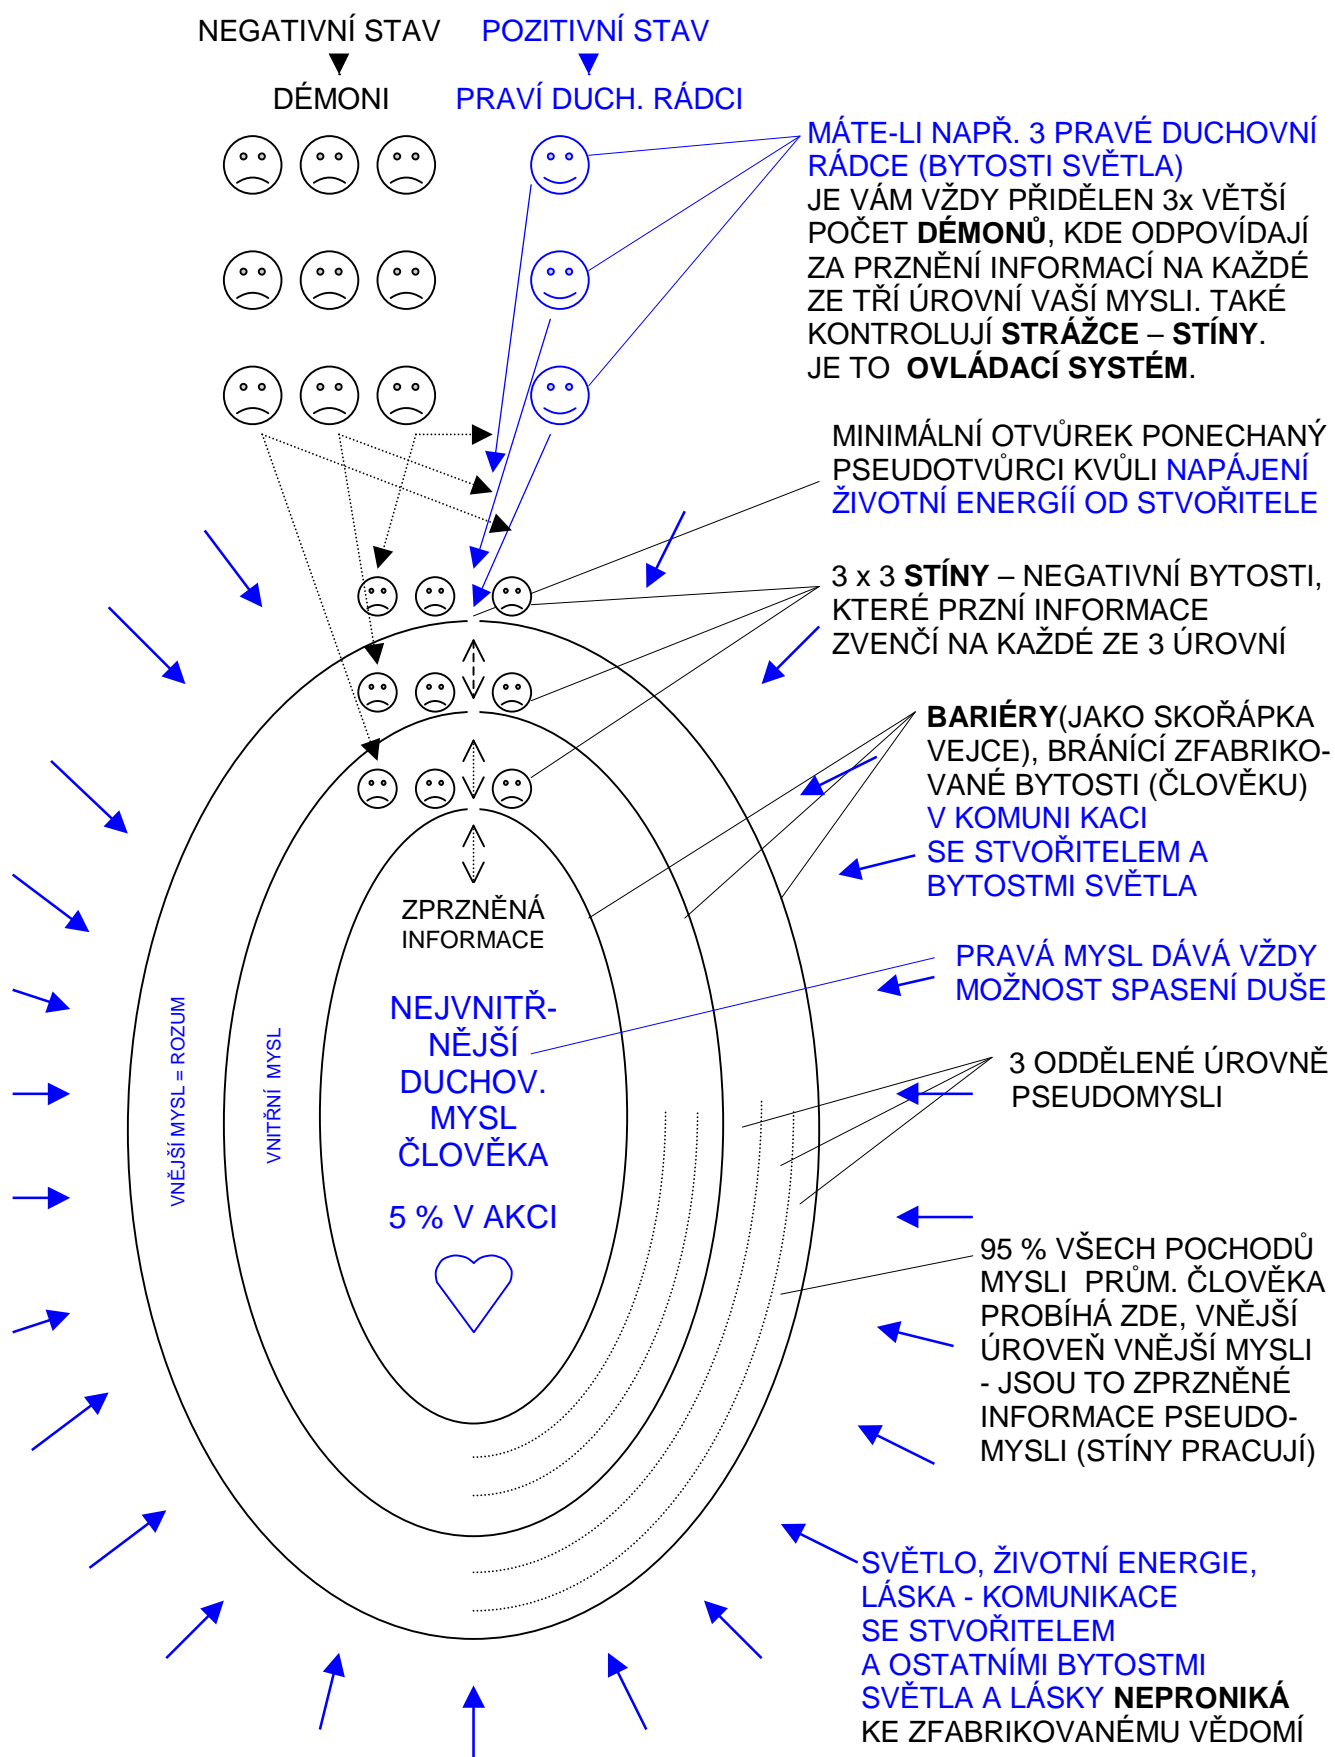 NEGATIVNÍ STAV
POZITIVNÍ STAV
DÉMONI
PRAVÍ DUCH. RÁDCI
MÁTE-LI NAPŘ. 3 PRAVÉ DUCHOVNÍ
RÁDCE (BYTOSTI SVĚTLA)
JE VÁM VŽDY PŘIDĚLEN 3x VĚTŠÍ
POČET DÉMONŮ, KDE ODPOVÍDAJÍ
ZA PRZNĚNÍ INFORMACÍ NA KAŽDÉ
ZE TŘÍ ÚROVNÍ VAŠÍ MYSLI. TAKÉ
KONTROLUJÍ STRÁŽCE – STÍNY.
JE TO OVLÁDACÍ SYSTÉM.
MINIMÁLNÍ OTVŮREK PONECHANÝ
PSEUDOTVŮRCI KVŮLI NAPÁJENÍ
ŽIVOTNÍ ENERGÍÍ OD STVOŘITELE
3 x 3 STÍNY – NEGATIVNÍ BYTOSTI,
KTERÉ PRZNÍ INFORMACE
ZVENČÍ NA KAŽDÉ ZE 3 ÚROVNÍ
BARIÉRY(JAKO SKOŘÁPKA
VEJCE), BRÁNÍCÍ ZFABRIKO-
VANÉ BYTOSTI (ČLOVĚKU)
V KOMUNI KACI
SE STVOŘITELEM A
BYTOSTMI SVĚTLA
ZPRZNĚNÁ
INFORMACE
PRAVÁ MYSL DÁVÁ VŽDY
MOŽNOST SPASENÍ DUŠE
NEJVNITŘ-
NĚJŠÍ
DUCHOV.
MYSL
ČLOVĚKA
5 % V AKCI
VNĚJŠÍ MYSL = ROZUM
VNITŘNÍ MYSL
3 ODDĚLENÉ ÚROVNĚ
PSEUDOMYSLI
95 % VŠECH POCHODŮ
MYSLI PRŮM. ČLOVĚKA
PROBÍHÁ ZDE, VNĚJŠÍ
ÚROVEŇ VNĚJŠÍ MYSLI
- JSOU TO ZPRZNĚNÉ
INFORMACE PSEUDO-
MYSLI (STÍNY PRACUJÍ)
SVĚTLO, ŽIVOTNÍ ENERGIE,
LÁSKA - KOMUNIKACE
SE STVOŘITELEM
A OSTATNÍMI BYTOSTMI
SVĚTLA A LÁSKY NEPRONIKÁ
KE ZFABRIKOVANÉMU VĚDOMÍ